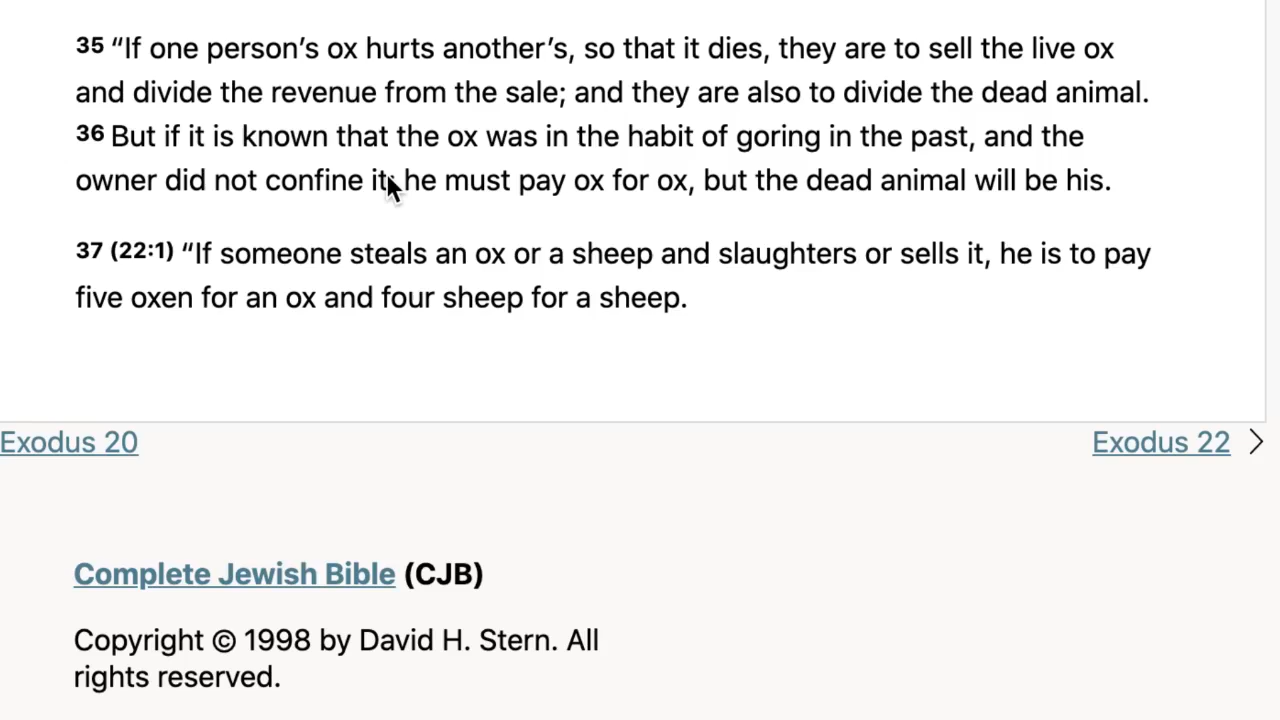 35 “If one person’s ox hurts another’s, so that it dies, they are to sell the live ox
and divide the revenue from the sale; and they are also to divide the dead animal.
36 But if it is known that the ox was in the habit of goring in the past, and the
owner did not confine it, he must pay ox for ox, but the dead animal will be his.
37 (22:1) “If someone steals an ox or a sheep and slaughters or sells it, he is to pay
five oxen for an ox and four sheep for a sheep.
Exodus 20
Exodus 22
Complete Jewish Bible (CJB)
Copyright © 1998 by David H. Stern. All
rights reserved.